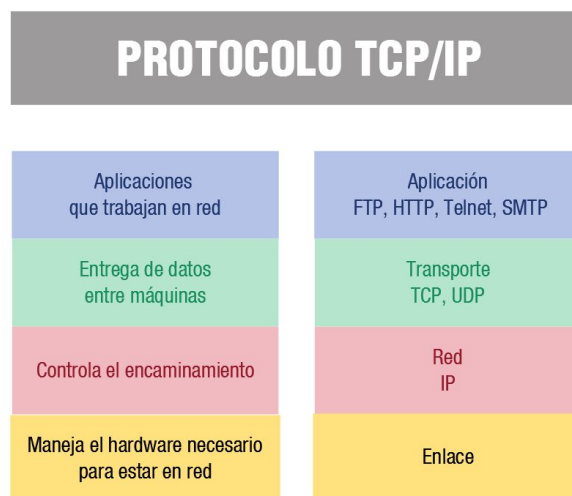 PROTOCOLO TCP/IP
Aplicaciones
que trabajan en red
Aplicación
FTP, HTTP, Telnet, SMTP
Entrega de datos
entre máquinas
Transporte
TCP, UDP
Controla el encaminamiento
Red
IP
Maneja el hardware necesario
para estar en red
Enlace